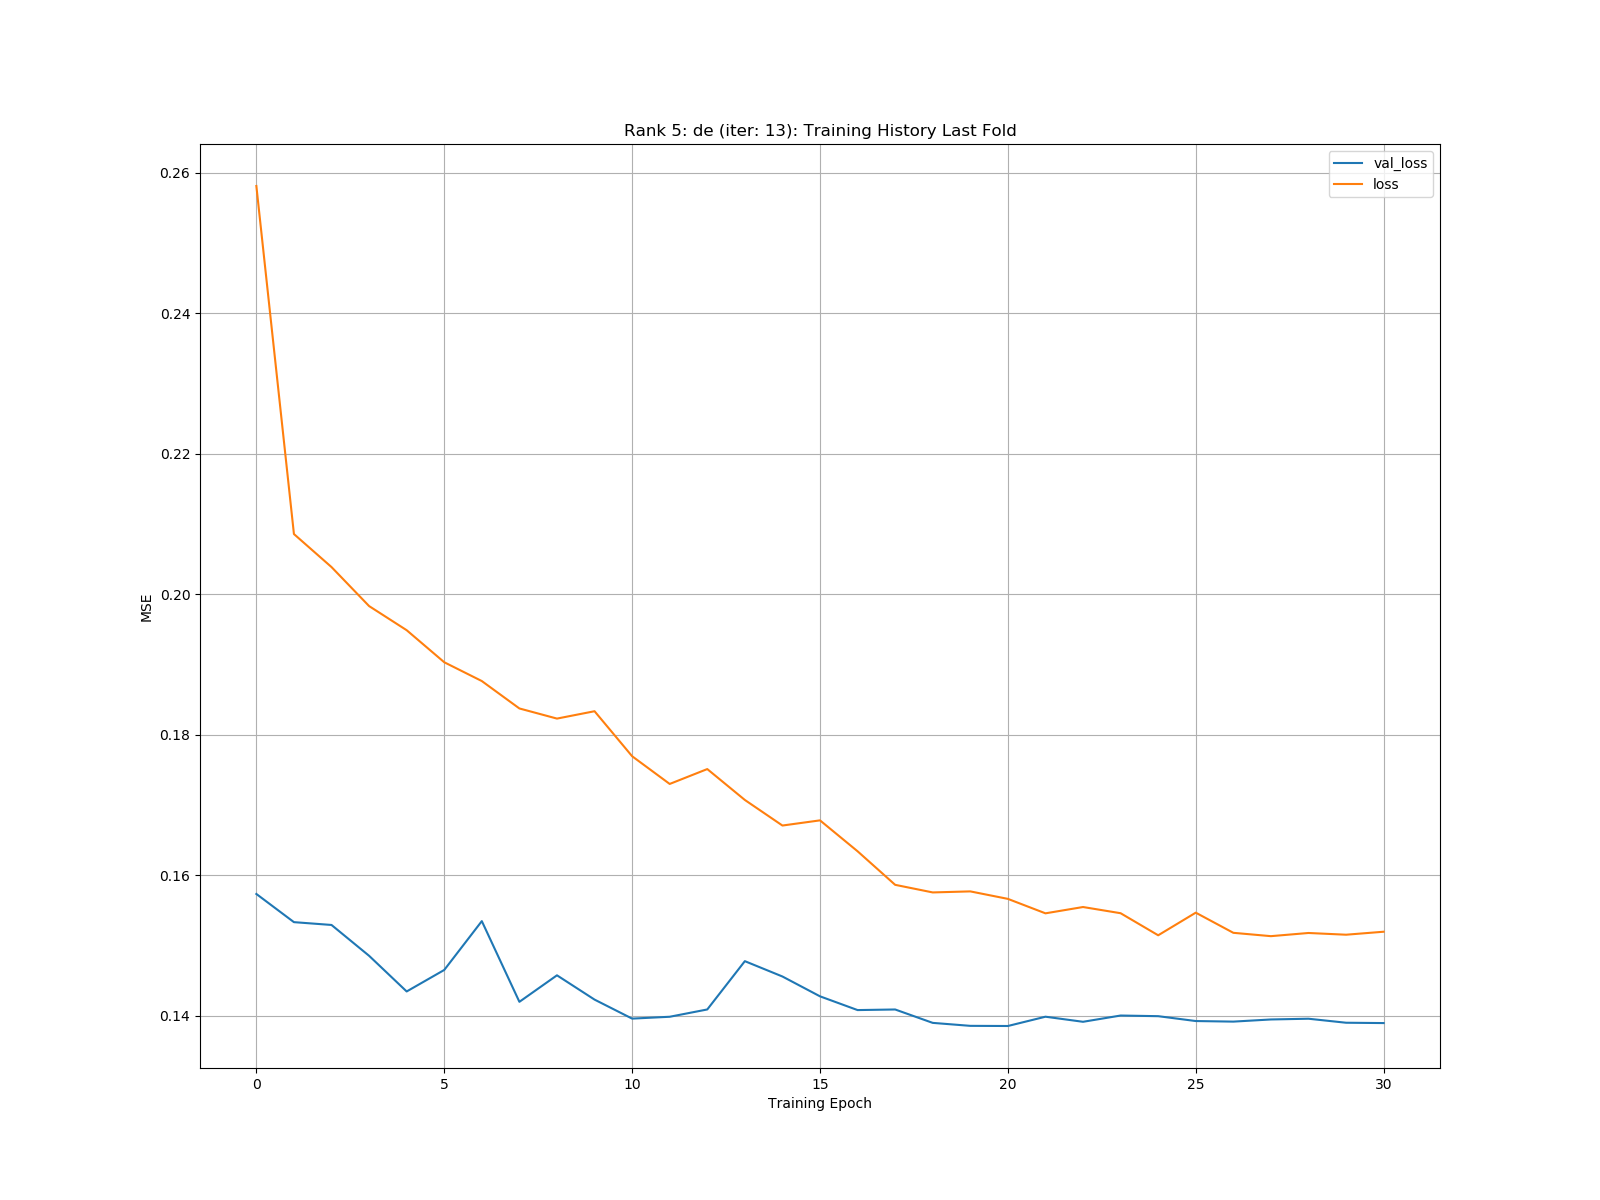 Rank 5: de (iter: 13): Training History Last Fold
val_loss
loss
0.26
0.24
0.22
0.20
0.18
0.16
0.14
MSE
0
5
10
15
20
25
30
Training Epoch